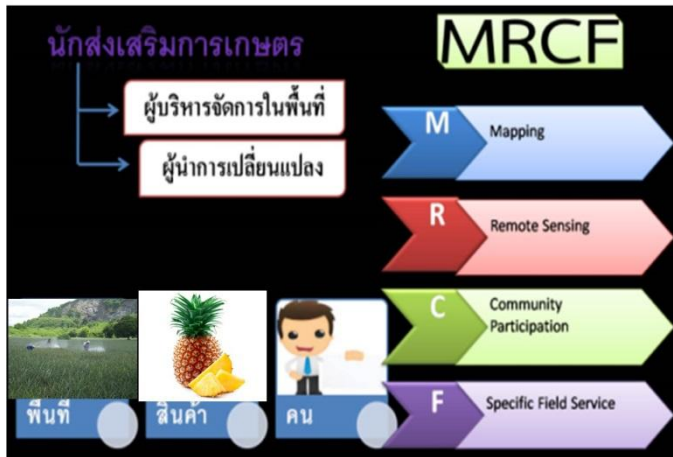 นักส่งเสริมการเกษตร
ผู้บริหารจัดการในพื้นที่
ผู้นำการเปลี่ยนแปลง
พื้นที่
สินค้า
คน
MRCF
M
Mapping
R
Remote Sensing
C
Community
Participation
F
Specific Field Service